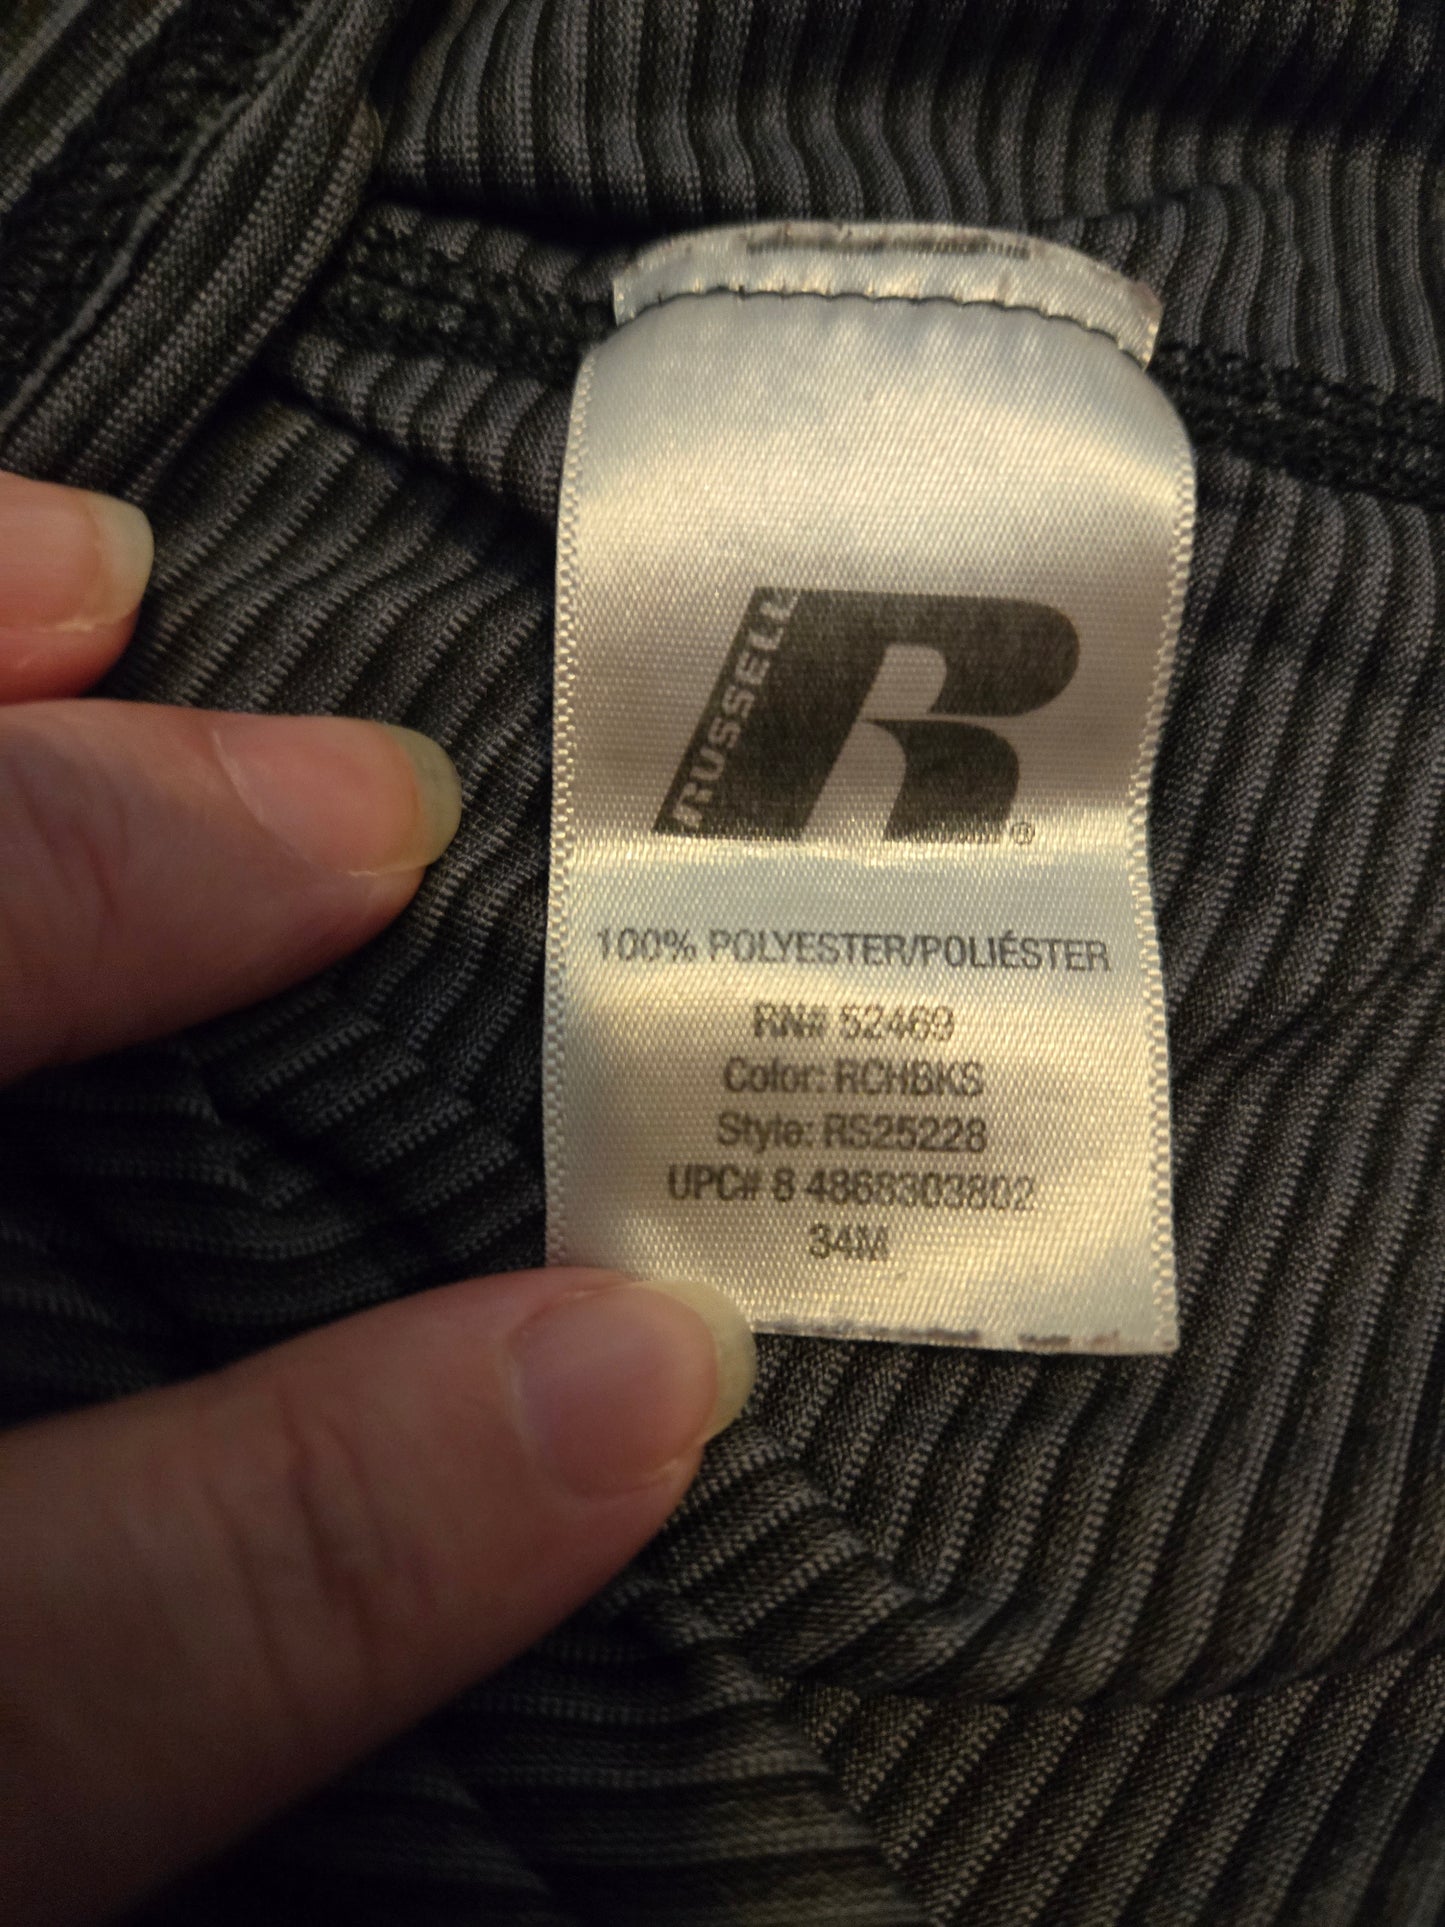 RUSSELL
R
®
100% POLYESTER/POLIÉSTER
RN# 52469
Color: RCHBKS
Style: RS25228
UPC# 8 4868303802
34M